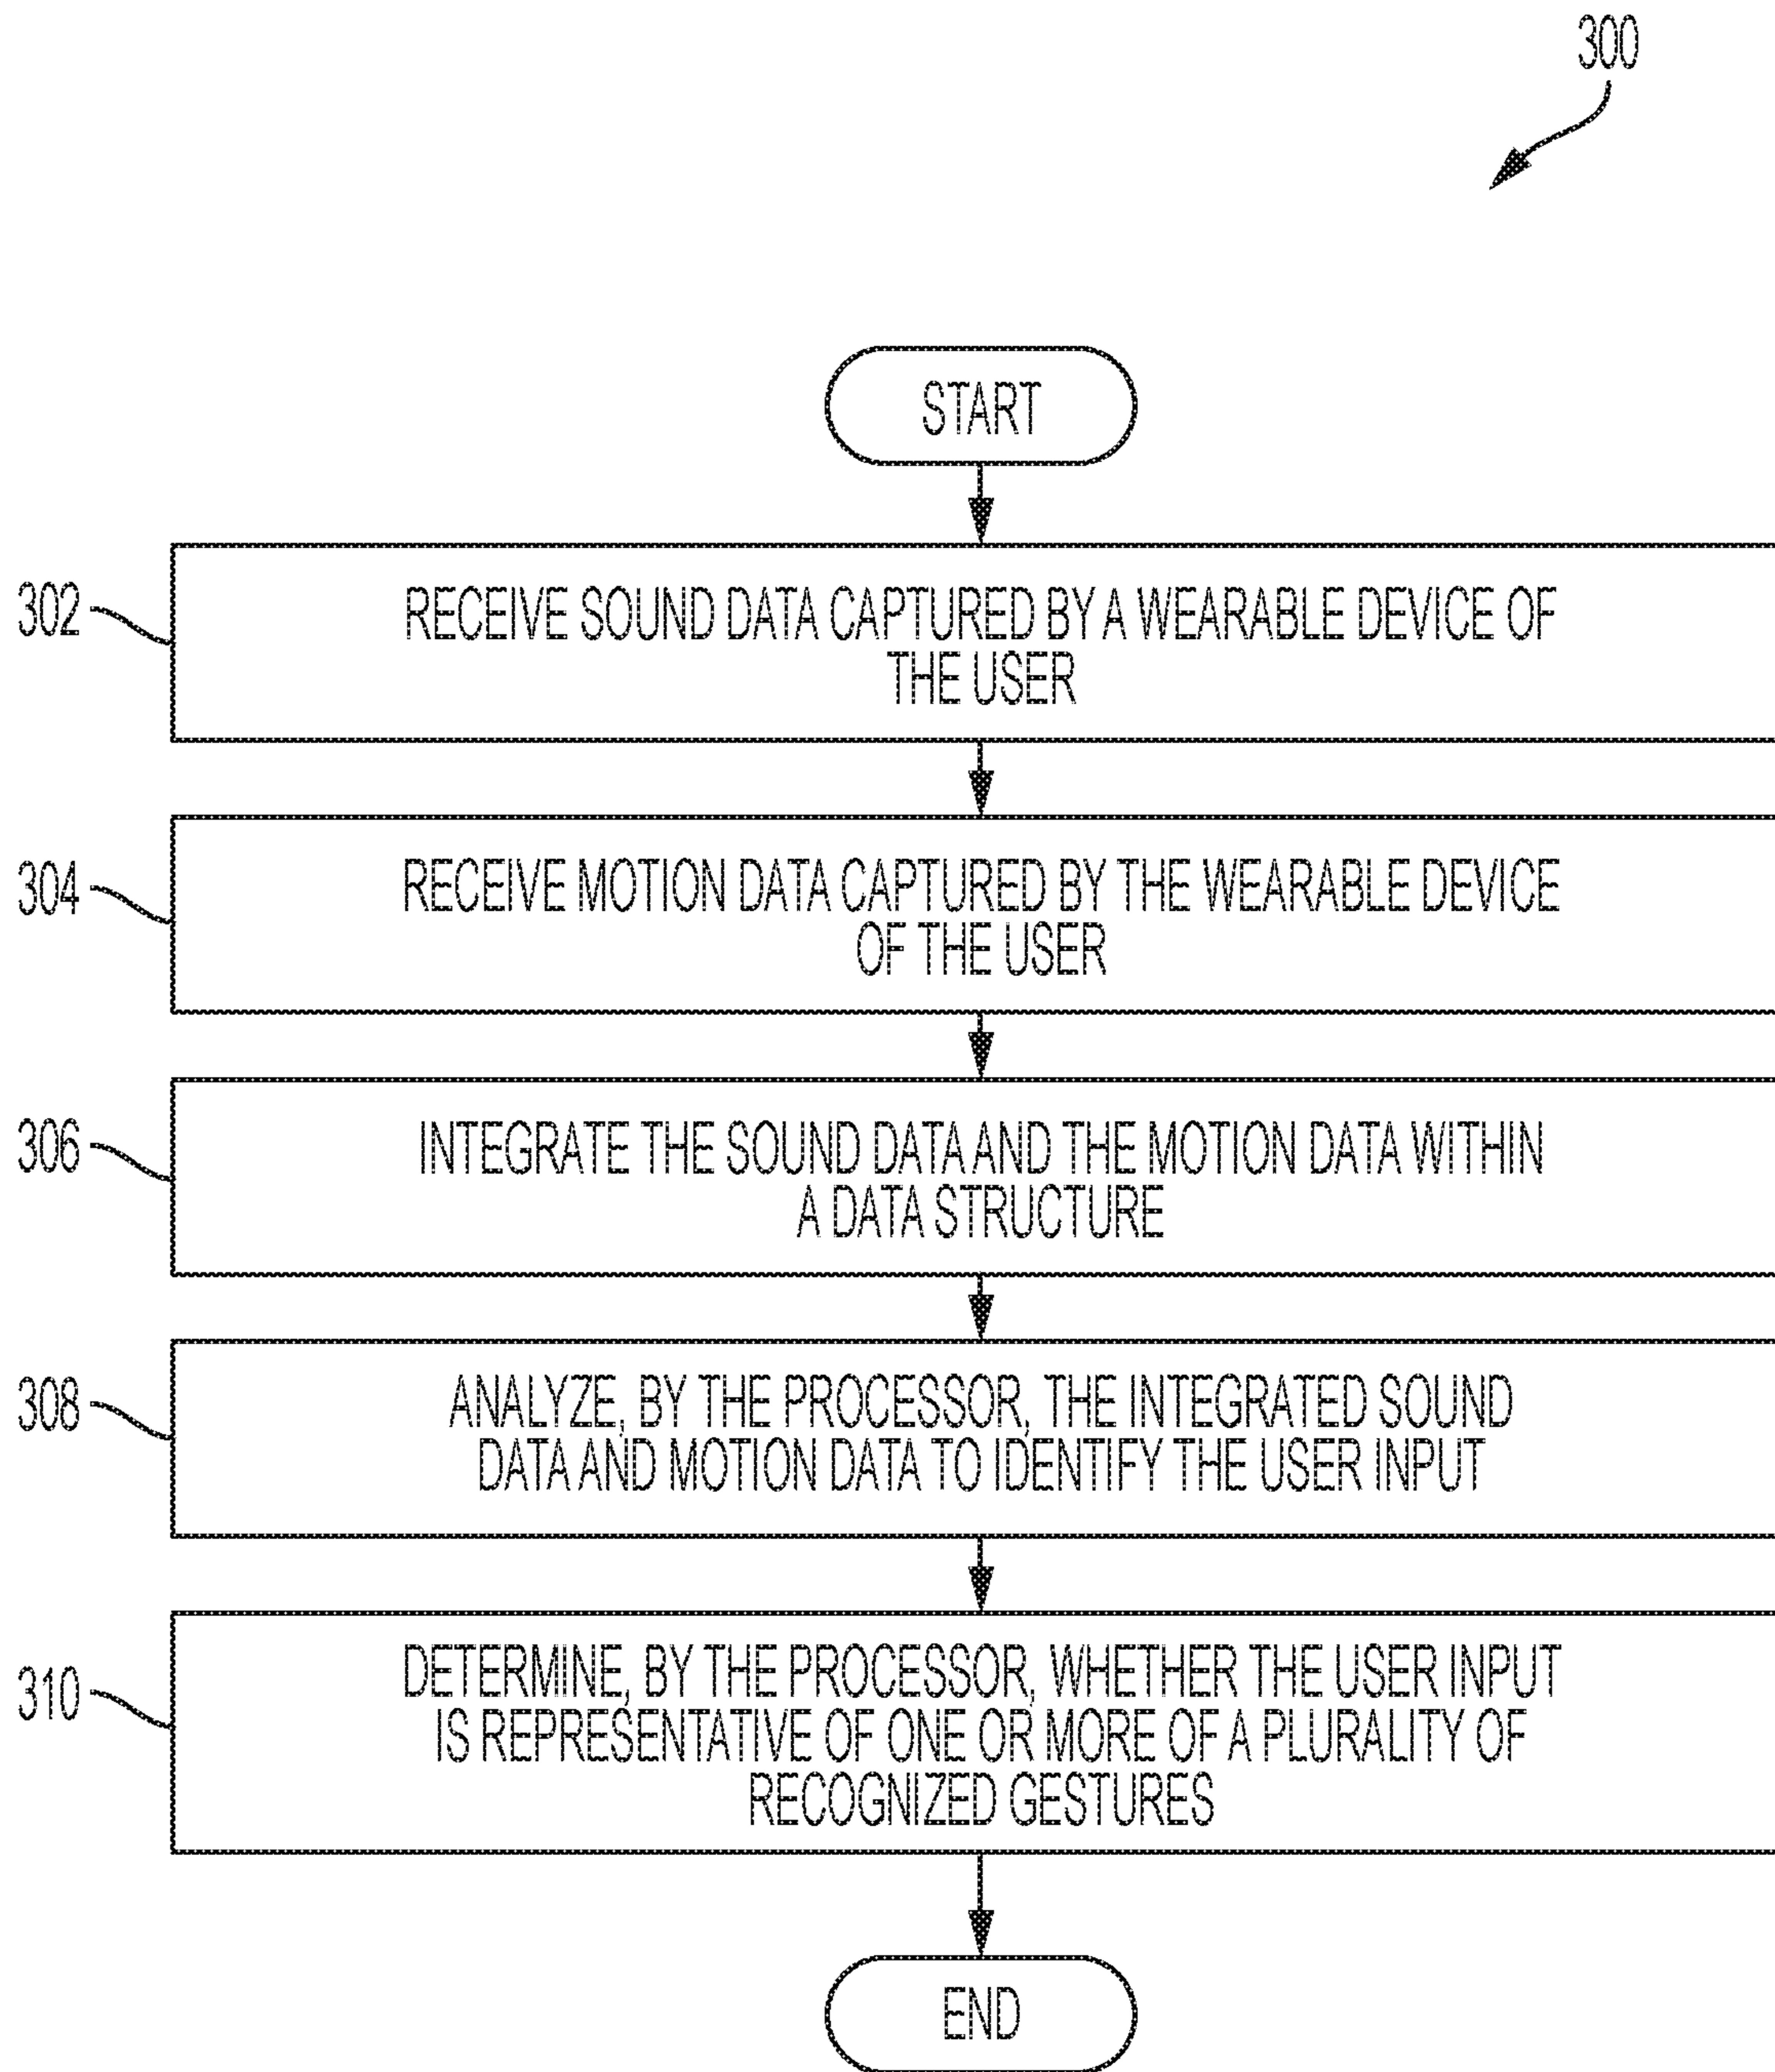 300
START
302
RECEIVE SOUND DATA CAPTURED BY A WEARABLE DEVICE OF
THE USER
304
RECEIVE MOTION DATA CAPTURED BY THE WEARABLE DEVICE
OF THE USER
306
INTEGRATE THE SOUND DATA AND THE MOTION DATA WITHIN
A DATA STRUCTURE
308
ANALYZE, BY THE PROCESSOR, THE INTEGRATED SOUND
DATA AND MOTION DATA TO IDENTIFY THE USER INPUT
310
DETERMINE, BY THE PROCESSOR, WHETHER THE USER INPUT
IS REPRESENTATIVE OF ONE OR MORE OF A PLURALITY OF
RECOGNIZED GESTURES
END